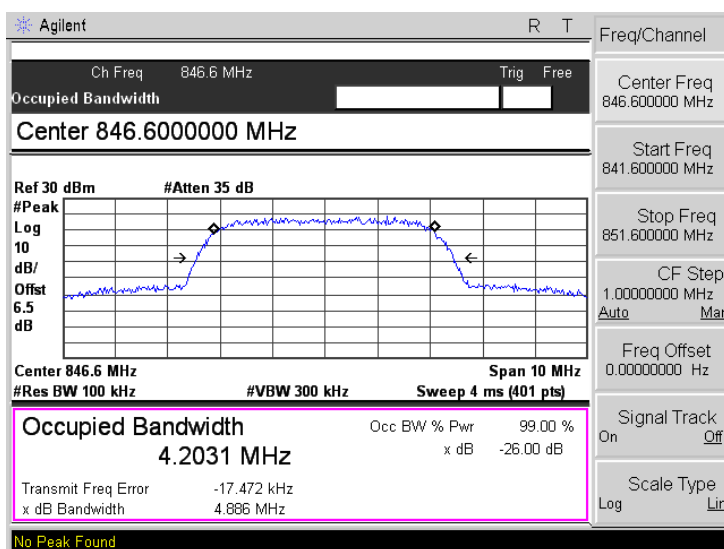 Agilent R T
Freq/Channel
Ch Freq 846.6 MHz Trig Free
Occupied Bandwidth
Center 846.6000000 MHz
Center Freq
846.600000 MHz
Start Freq
841.600000 MHz
Stop Freq
851.600000 MHz
CF Step
1.00000000 MHz
Auto Man
Freq Offset
0.00000000 Hz
Signal Track
On Off
Scale Type
Log Lin
Ref 30 dBm #Atten 35 dB
#Peak
Log
10
dB/
Offst
6.5
dB
Center 846.6 MHz Span 10 MHz
#Res BW 100 kHz #VBW 300 kHz Sweep 4 ms (401 pts)
Occupied Bandwidth Occ BW % Pwr 99.00 %
4.2031 MHz x dB -26.00 dB
Transmit Freq Error -17.472 kHz
x dB Bandwidth 4.886 MHz
No Peak Found